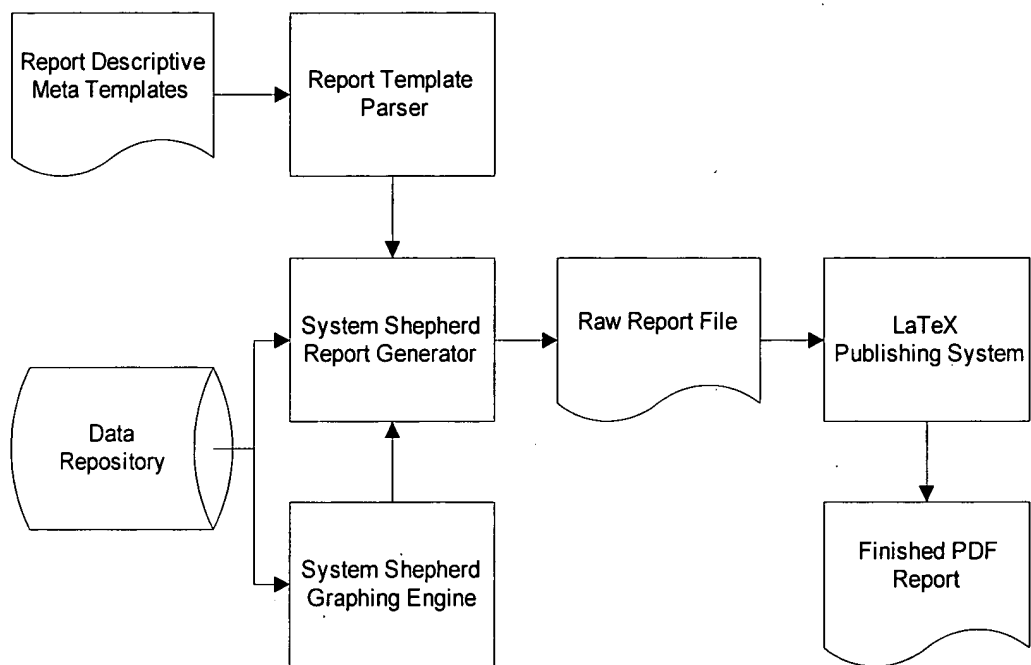 Report Descriptive
Meta Templates
Report Template
Parser
System Shepherd
Report Generator
Raw Report File
LaTeX
Publishing System
Data
Repository
System Shepherd
Graphing Engine
Finished PDF
Report